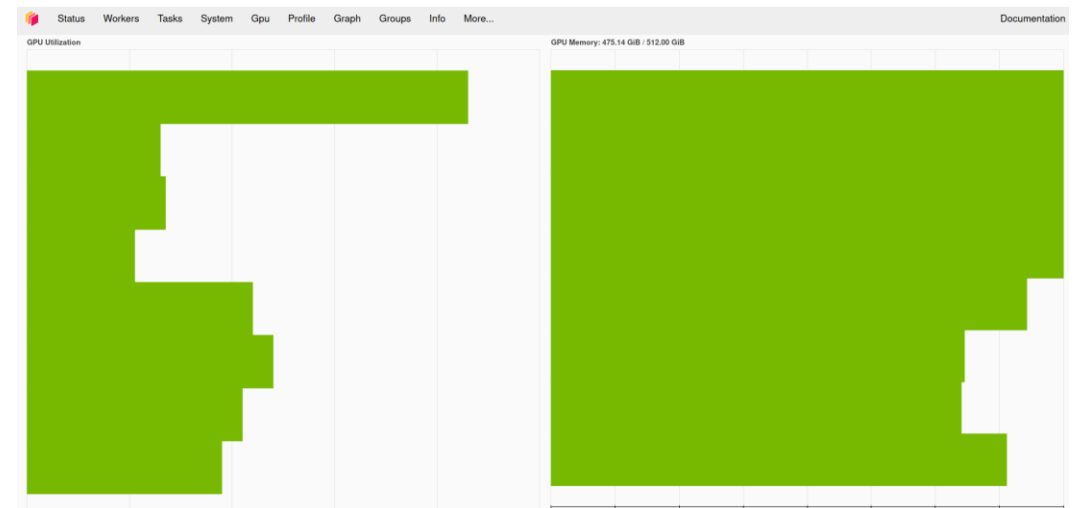 Status Workers Tasks System Gpu Profile Graph Groups Info More... Documentation
GPU Utilization
GPU Memory: 475.14 GiB / 512.00 GiB